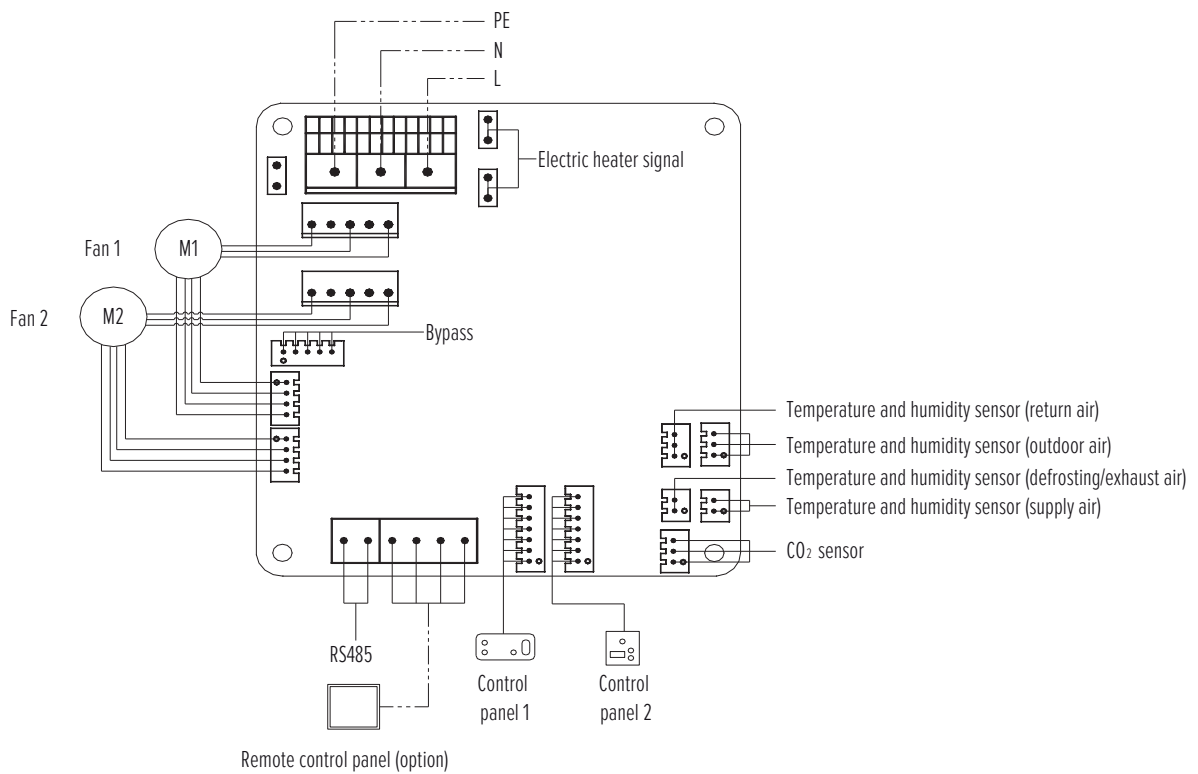 PE
N
L
Electric heater signal
Fan 1
M1
Fan 2
M2
Bypass
Temperature and humidity sensor (return air)
Temperature and humidity sensor (outdoor air)
Temperature and humidity sensor (defrosting/exhaust air)
Temperature and humidity sensor (supply air)
CO₂ sensor
RS485
Control
panel 1
Control
panel 2
Remote control panel (option)